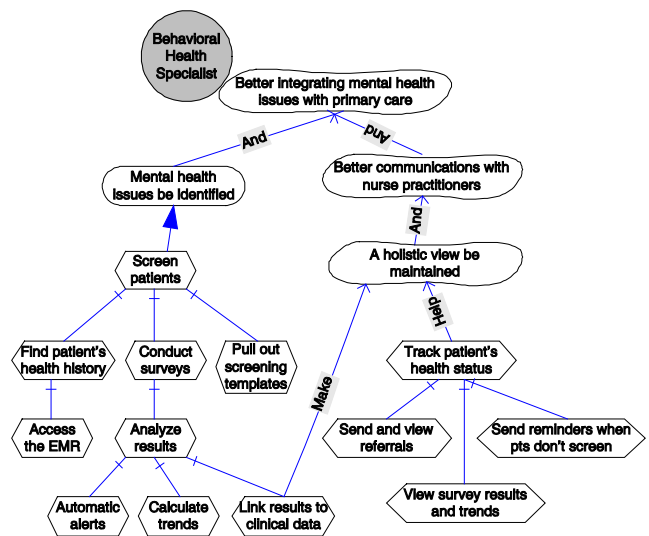 Behavioral
Health
Specialist
Better integrating mental health
issues with primary care
And
And
Mental health
issues be identified
Better communications with
nurse practitioners
And
Screen
patients
A holistic view be
maintained
Help
Find patient's
health history
Conduct
surveys
Pull out
screening
templates
Track patient's
health status
Make
Access
the EMR
Analyze
results
Send and view
referrals
Send reminders when
pts don't screen
Automatic
alerts
Calculate
trends
Link results to
clinical data
View survey results
and trends